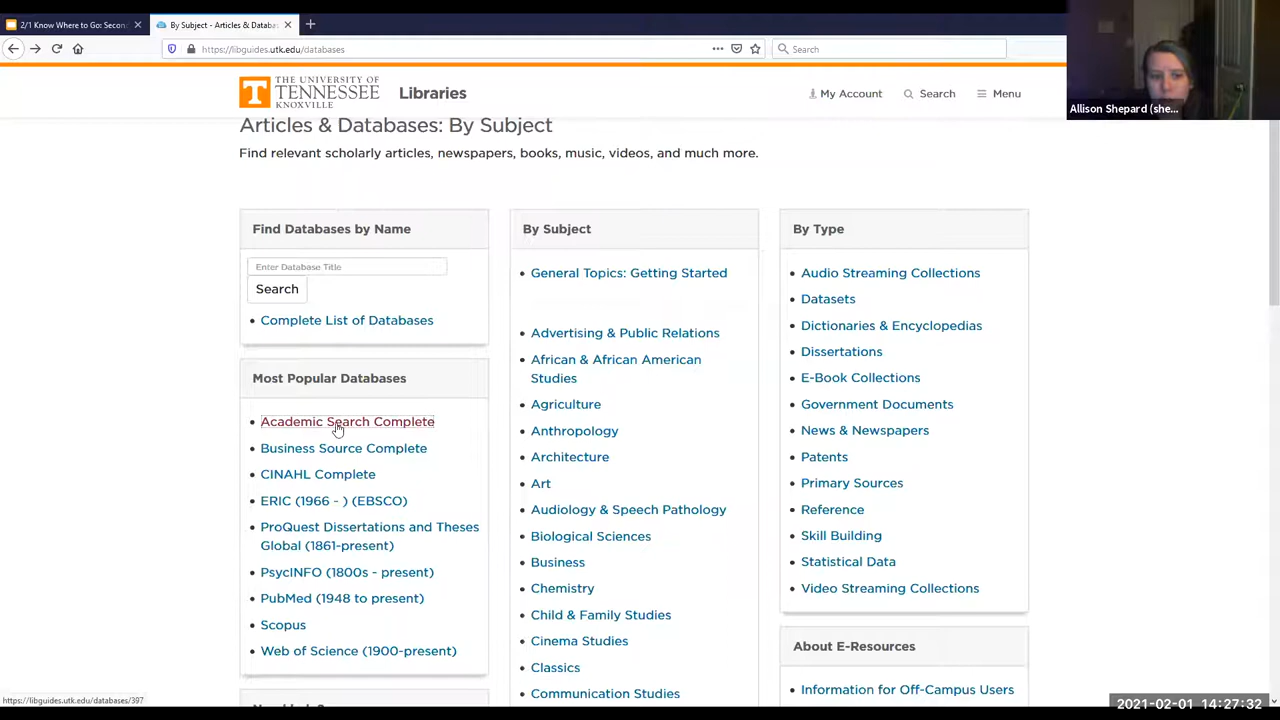 2/1 Know Where to Go: Secon
By Subject - Articles & Databa
https://libguides.utk.edu/databases
Search
Allison Shepard (she...
THE UNIVERSITY OF
TENNESSEE
KNOXVILLE
Libraries
My Account
Search
Menu
Articles & Databases: By Subject
Find relevant scholarly articles, newspapers, books, music, videos, and much more.
Find Databases by Name
Enter Database Title
Search
Complete List of Databases
Most Popular Databases
Academic Search Complete
Business Source Complete
CINAHL Complete
ERIC (1966 - ) (EBSCO)
ProQuest Dissertations and Theses
Global (1861-present)
PsycINFO (1800s - present)
PubMed (1948 to present)
Scopus
Web of Science (1900-present)
By Subject
General Topics: Getting Started
Advertising & Public Relations
African & African American
Studies
Agriculture
Anthropology
Architecture
Art
Audiology & Speech Pathology
Biological Sciences
Business
Chemistry
Child & Family Studies
Cinema Studies
Classics
Communication Studies
By Type
Audio Streaming Collections
Datasets
Dictionaries & Encyclopedias
Dissertations
E-Book Collections
Government Documents
News & Newspapers
Patents
Primary Sources
Reference
Skill Building
Statistical Data
Video Streaming Collections
About E-Resources
Information for Off-Campus Users
https://libguides.utk.edu/databases/397
2021-02-01 14:27:32